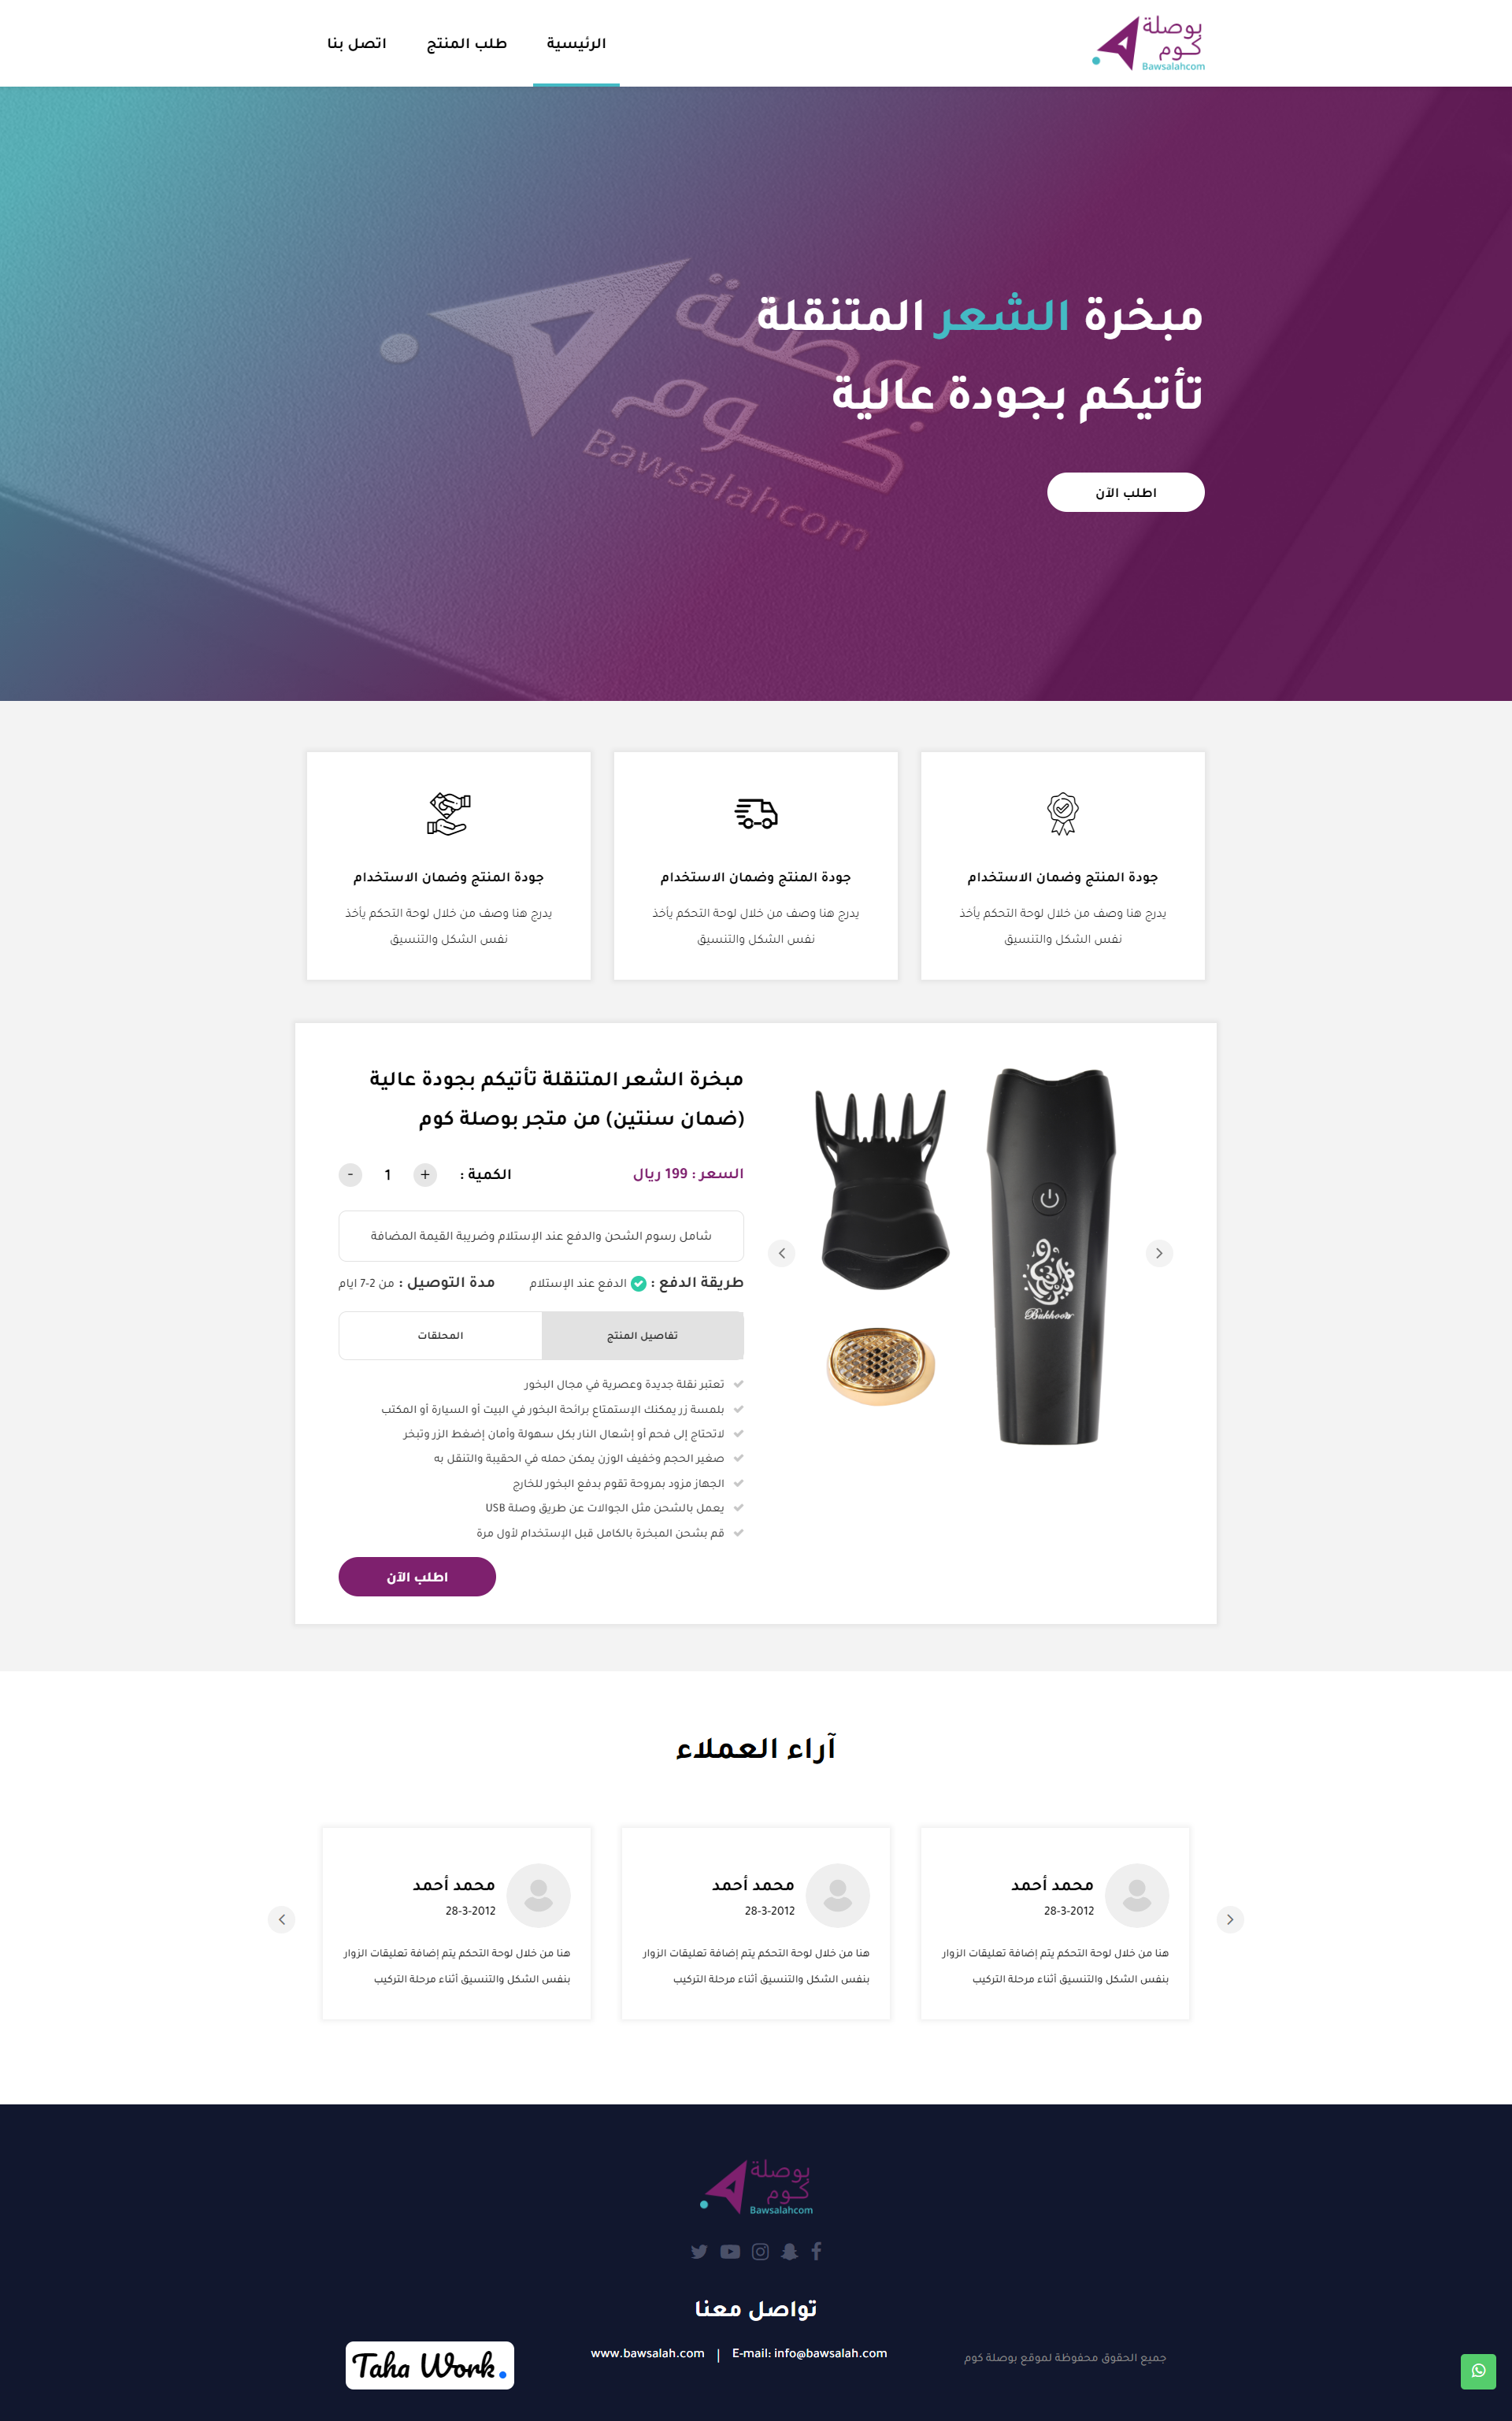 بوصلة
كوم
Bawsalahcom
الرئيسية
طلب المنتج
اتصل بنا
بوصلة
كوم
Bawsalahcom
مبخرة الشعر المتنقلة
تأتيكم بجودة عالية
اطلب الآن
جودة المنتج وضمان الاستخدام
يدرج هنا وصف من خلال لوحة التحكم يأخذ
نفس الشكل والتنسيق
جودة المنتج وضمان الاستخدام
يدرج هنا وصف من خلال لوحة التحكم يأخذ
نفس الشكل والتنسيق
جودة المنتج وضمان الاستخدام
يدرج هنا وصف من خلال لوحة التحكم يأخذ
نفس الشكل والتنسيق
Bukhoor
مبخرة الشعر المتنقلة تأتيكم بجودة عالية
(ضمان سنتين) من متجر بوصلة كوم
السعر : 199 ريال
الكمية : + 1 -
شامل رسوم الشحن والدفع عند الإستلام وضريبة القيمة المضافة
طريقة الدفع : الدفع عند الإستلام
مدة التوصيل : من 2-7 ايام
تفاصيل المنتج
المحلقات
تعتبر نقلة جديدة وعصرية في مجال البخور
بلمسة زر يمكنك الإستمتاع برائحة البخور في البيت أو السيارة أو المكتب
لاتحتاج إلى فحم أو إشعال النار بكل سهولة وأمان إضغط الزر وتبخر
صغير الحجم وخفيف الوزن يمكن حمله في الحقيبة والتنقل به
الجهاز مزود بمروحة تقوم بدفع البخور للخارج
يعمل بالشحن مثل الجوالات عن طريق وصلة USB
قم بشحن المبخرة بالكامل قبل الإستخدام لأول مرة
اطلب الآن
آراء العملاء
محمد أحمد
28-3-2012
هنا من خلال لوحة التحكم يتم إضافة تعليقات الزوار
بنفس الشكل والتنسيق أثناء مرحلة التركيب
محمد أحمد
28-3-2012
هنا من خلال لوحة التحكم يتم إضافة تعليقات الزوار
بنفس الشكل والتنسيق أثناء مرحلة التركيب
محمد أحمد
28-3-2012
هنا من خلال لوحة التحكم يتم إضافة تعليقات الزوار
بنفس الشكل والتنسيق أثناء مرحلة التركيب
بوصلة
كوم
Bawsalahcom
تواصل معنا
جميع الحقوق محفوظة لموقع بوصلة كوم
www.bawsalah.com | E-mail: info@bawsalah.com
Taha Work.